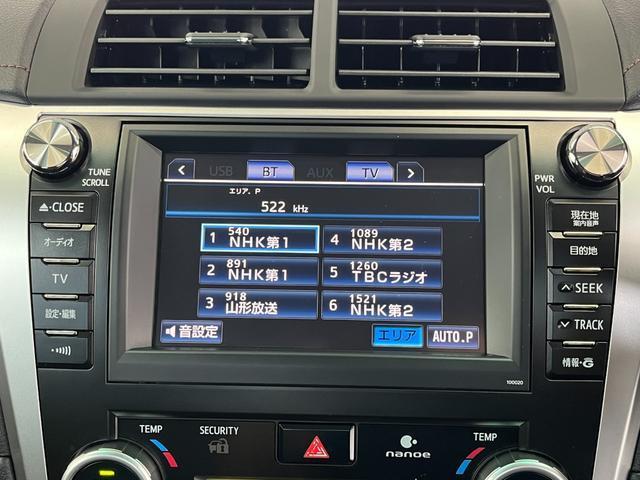 USB BT AUX TV
エリア.P
522 kHz
1 540 NHK第1
4 1089 NHK第2
2 891 NHK第1
5 1260 TBCラジオ
3 918 山形放送
6 1521 NHK第2
音設定
エリア
AUTO.P
100020
TUNE
SCROLL
CLOSE
オーディオ
TV
設定・編集
PWR
VOL
現在地
案内音声
目的地
SEEK
TRACK
情報・G
TEMP
SECURITY
nanoe
TEMP